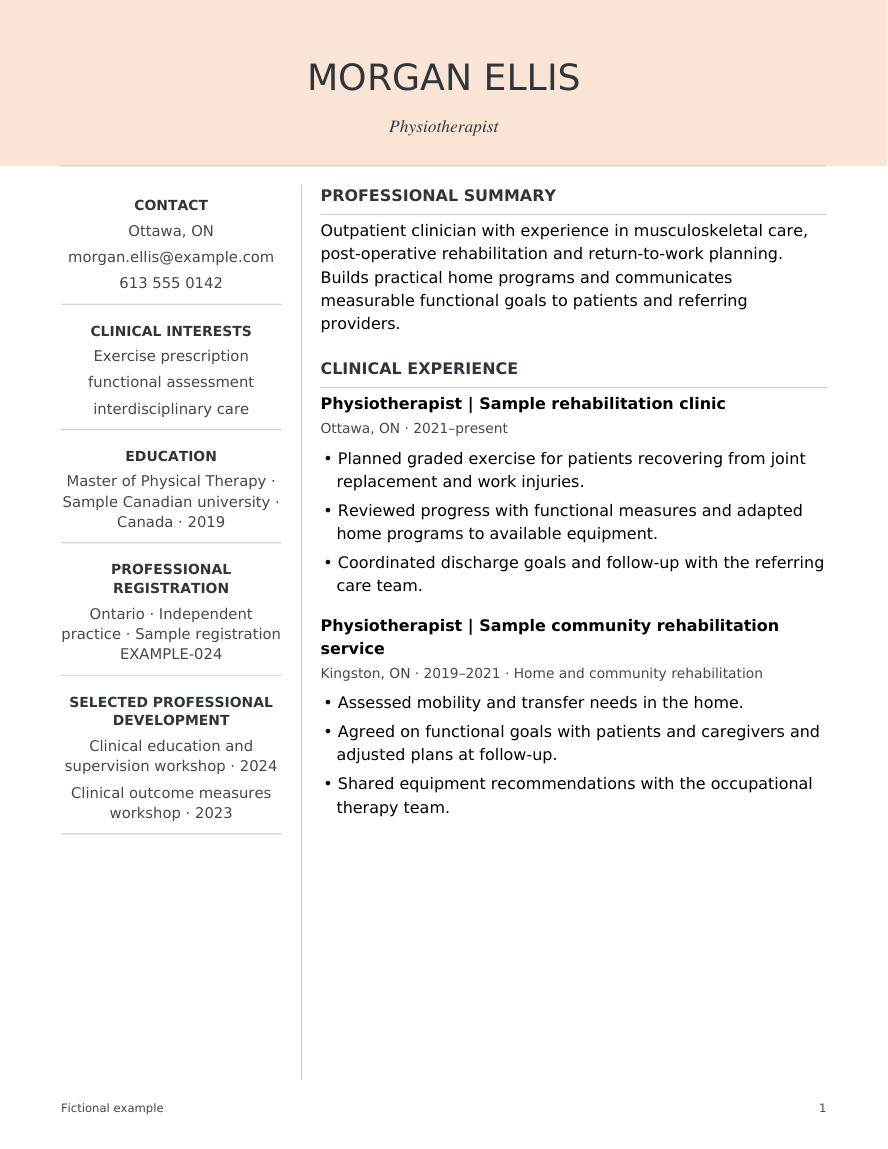 MORGAN ELLIS
Physiotherapist
CONTACT
Ottawa, ON
morgan.ellis@example.com
613 555 0142
CLINICAL INTERESTS
Exercise prescription
functional assessment
interdisciplinary care
EDUCATION
Master of Physical Therapy ·
Sample Canadian university ·
Canada · 2019
PROFESSIONAL
REGISTRATION
Ontario · Independent
practice · Sample registration
EXAMPLE-024
SELECTED PROFESSIONAL
DEVELOPMENT
Clinical education and
supervision workshop · 2024
Clinical outcome measures
workshop · 2023
PROFESSIONAL SUMMARY
Outpatient clinician with experience in musculoskeletal care,
post-operative rehabilitation and return-to-work planning.
Builds practical home programs and communicates
measurable functional goals to patients and referring
providers.
CLINICAL EXPERIENCE
Physiotherapist | Sample rehabilitation clinic
Ottawa, ON · 2021–present
• Planned graded exercise for patients recovering from joint
replacement and work injuries.
• Reviewed progress with functional measures and adapted
home programs to available equipment.
• Coordinated discharge goals and follow-up with the referring
care team.
Physiotherapist | Sample community rehabilitation
service
Kingston, ON · 2019–2021 · Home and community rehabilitation
• Assessed mobility and transfer needs in the home.
• Agreed on functional goals with patients and caregivers and
adjusted plans at follow-up.
• Shared equipment recommendations with the occupational
therapy team.
Fictional example
1